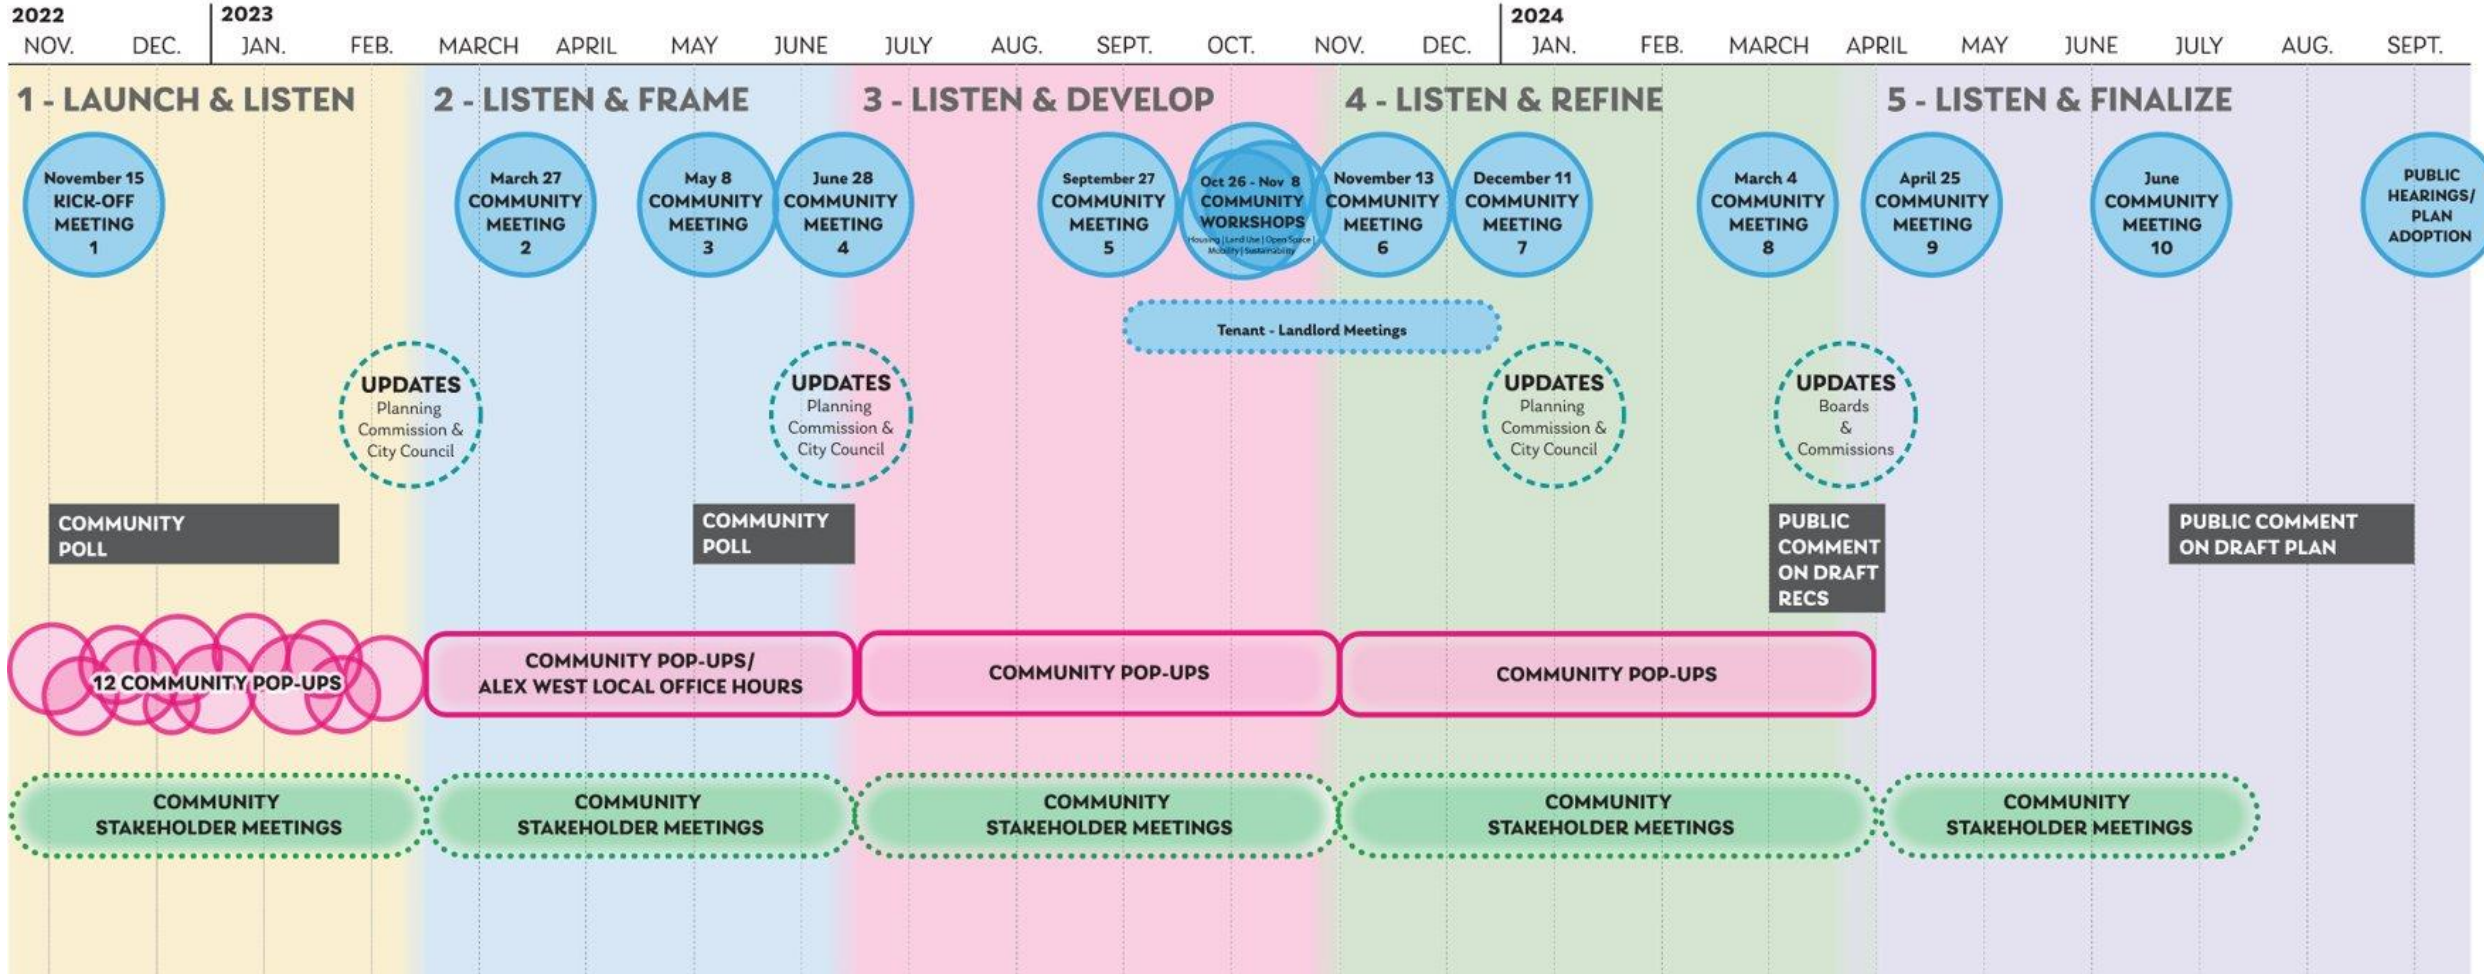 2022
2023
2024
NOV.
DEC.
JAN.
FEB.
MARCH
APRIL
MAY
JUNE
JULY
AUG.
SEPT.
OCT.
NOV.
DEC.
JAN.
FEB.
MARCH
APRIL
MAY
JUNE
JULY
AUG.
SEPT.
1 - LAUNCH & LISTEN
2 - LISTEN & FRAME
3 - LISTEN & DEVELOP
4 - LISTEN & REFINE
5 - LISTEN & FINALIZE
November 15
KICK-OFF
MEETING
1
March 27
COMMUNITY
MEETING
2
May 8
COMMUNITY
MEETING
3
June 28
COMMUNITY
MEETING
4
September 27
COMMUNITY
MEETING
5
Oct 26 - Nov 8
COMMUNITY
WORKSHOPS
Housing | Land Use | Open Space |
Mobility | Sustainability
November 13
COMMUNITY
MEETING
6
December 11
COMMUNITY
MEETING
7
March 4
COMMUNITY
MEETING
8
April 25
COMMUNITY
MEETING
9
June
COMMUNITY
MEETING
10
PUBLIC
HEARINGS/
PLAN
ADOPTION
Tenant - Landlord Meetings
UPDATES
Planning
Commission &
City Council
UPDATES
Planning
Commission &
City Council
UPDATES
Planning
Commission &
City Council
UPDATES
Boards
&
Commissions
COMMUNITY
POLL
COMMUNITY
POLL
PUBLIC
COMMENT
ON DRAFT
RECS
PUBLIC COMMENT
ON DRAFT PLAN
12 COMMUNITY POP-UPS
COMMUNITY POP-UPS/
ALEX WEST LOCAL OFFICE HOURS
COMMUNITY POP-UPS
COMMUNITY POP-UPS
COMMUNITY
STAKEHOLDER MEETINGS
COMMUNITY
STAKEHOLDER MEETINGS
COMMUNITY
STAKEHOLDER MEETINGS
COMMUNITY
STAKEHOLDER MEETINGS
COMMUNITY
STAKEHOLDER MEETINGS